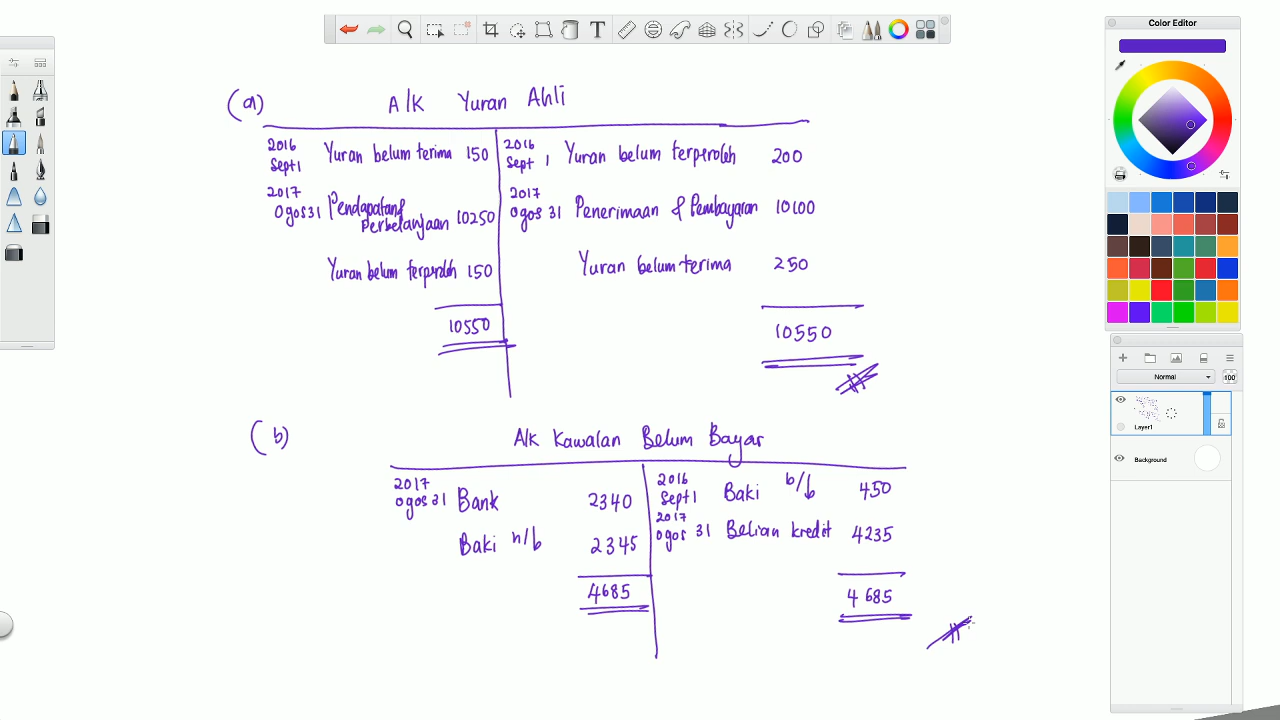 Color Editor
(a)
A/K Yuran Ahli
2016
Sept 1 Yuran belum terima 150
2016
Sept 1 Yuran belum terperoleh 200
2017
Ogos 31 Pendapatan &
Perbelanjaan 10250
2017
Ogos 31 Penerimaan & Pembayaran 10100
Yuran belum terperoleh 150
Yuran belum terima 250
10550
10550
(b)
A/K Kawalan Belum Bayar
2017
Ogos 31 Bank 2340
2016
Sept 1 Baki b/b 450
2017
Ogos 31 Belian kredit 4235
Baki h/b 2345
4685
4685
Normal
100
Layer1
Background